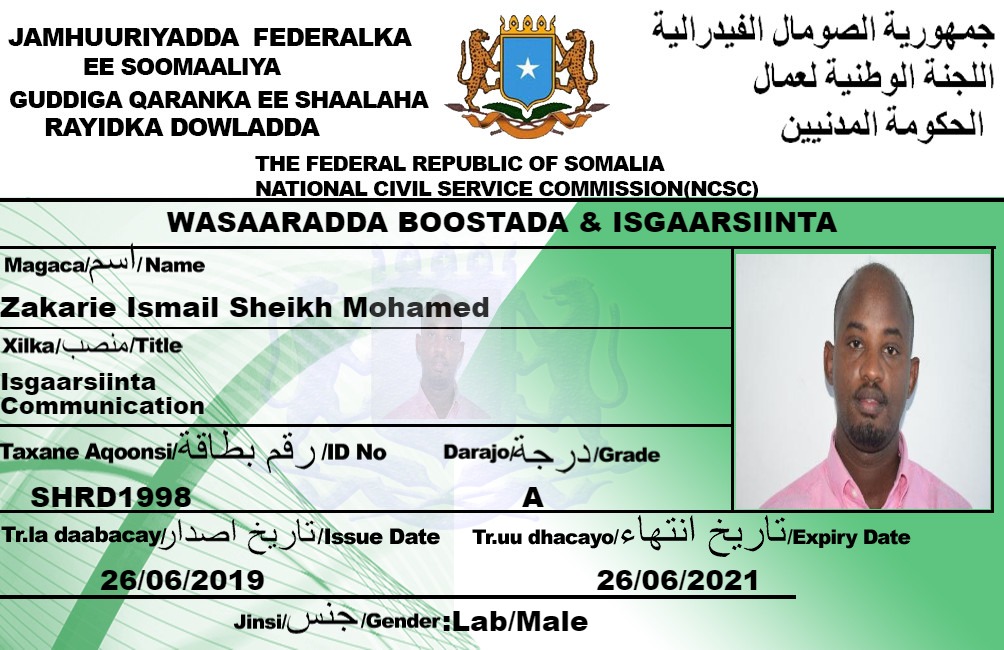 JAMHUURIYADDA FEDERALKA
EE SOOMAALIYA
GUDDIGA QARANKA EE SHAALAHA
RAYIDKA DOWLADDA
جمهورية الصومال الفيدرالية
اللجنة الوطنية لعمال
الحكومة المدنيين
THE FEDERAL REPUBLIC OF SOMALIA
NATIONAL CIVIL SERVICE COMMISSION(NCSC)
WASAARADDA BOOSTADA & ISGAARSIINTA
Magaca/اسم/Name
Zakarie Ismail Sheikh Mohamed
Xilka/منصب/Title
Isgaarsiinta
Communication
Taxane Aqoonsi/رقم بطاقة/ID No
Darajo/درجة/Grade
SHRD1998
A
Tr.la daabacay/تاريخ اصدار/Issue Date
Tr.uu dhacayo/تاريخ انتهاء/Expiry Date
26/06/2019
26/06/2021
Jinsi/جنس/Gender:Lab/Male